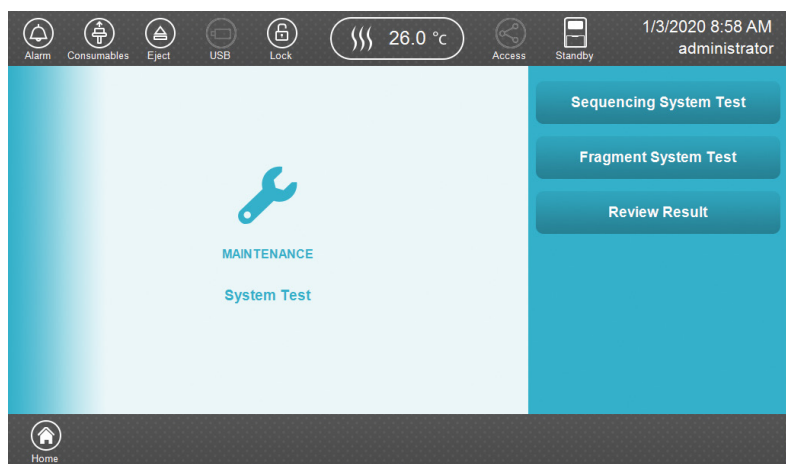 Alarm
Consumables
Eject
USB
Lock
26.0 °C
Access
Standby
1/3/2020 8:58 AM
administrator
Sequencing System Test
Fragment System Test
Review Result
MAINTENANCE
System Test
Home